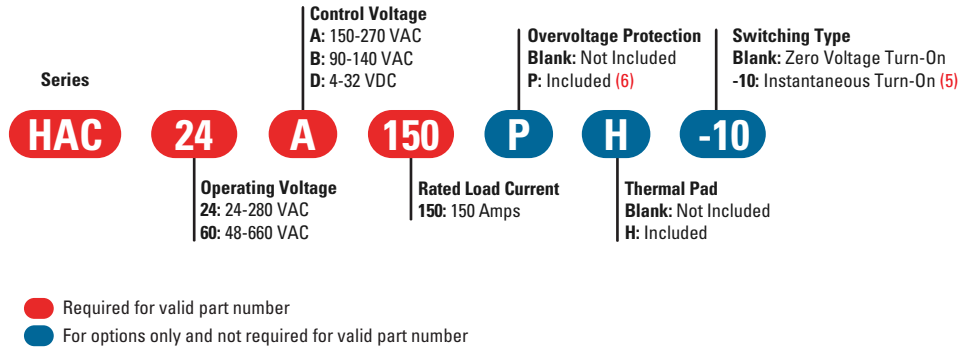 Series
Control Voltage
A: 150-270 VAC
B: 90-140 VAC
D: 4-32 VDC
Overvoltage Protection
Blank: Not Included
P: Included (6)
Switching Type
Blank: Zero Voltage Turn-On
-10: Instantaneous Turn-On (5)
HAC 24 A 150 P H -10
Operating Voltage
24: 24-280 VAC
60: 48-660 VAC
Rated Load Current
150: 150 Amps
Thermal Pad
Blank: Not Included
H: Included
Required for valid part number
For options only and not required for valid part number